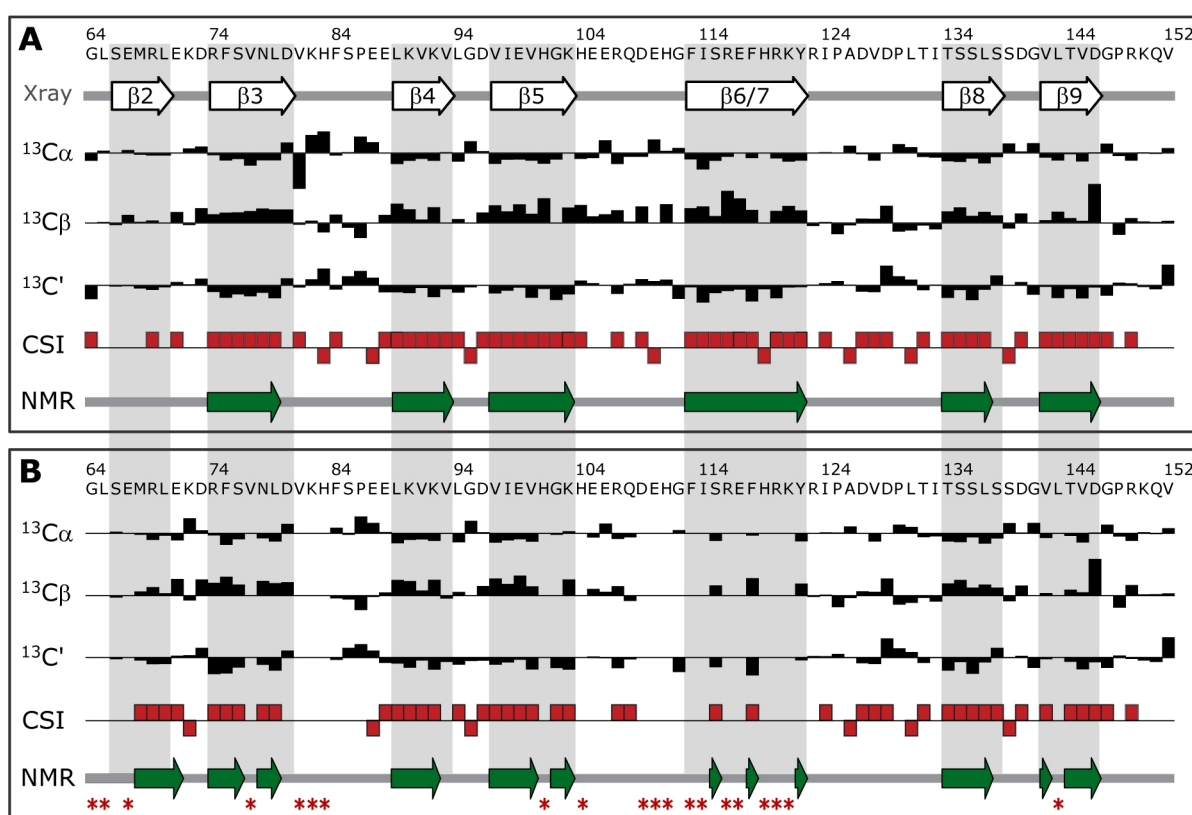 A
64 74 84 94 104 114 124 134 144 152
GLSEMRLEKDRFSVNLDVKHFSPEELKVKVLGDVIEVHGKHEERQDEHGFISREFHRKYRIPADVDPLTITSSLSSDGVLTVDGPRKQV
Xray β2 β3 β4 β5 β6/7 β8 β9
¹³Cα
¹³Cβ
¹³C'
CSI
NMR
B
64 74 84 94 104 114 124 134 144 152
GLSEMRLEKDRFSVNLDVKHFSPEELKVKVLGDVIEVHGKHEERQDEHGFISREFHRKYRIPADVDPLTITSSLSSDGVLTVDGPRKQV
¹³Cα
¹³Cβ
¹³C'
CSI
NMR
** * * *** * * *** ** ** *** *